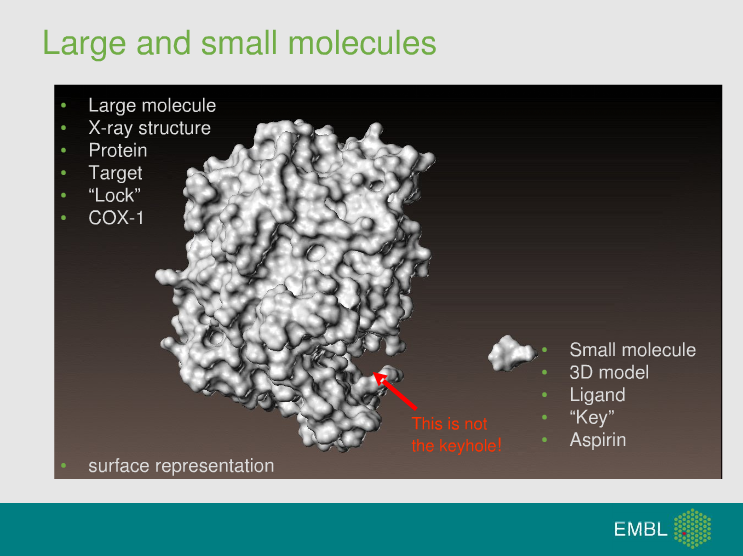 Large and small molecules
• Large molecule
• X-ray structure
• Protein
• Target
• “Lock”
• COX-1
• Small molecule
• 3D model
• Ligand
• “Key”
• Aspirin
This is not
the keyhole!
• surface representation
EMBL